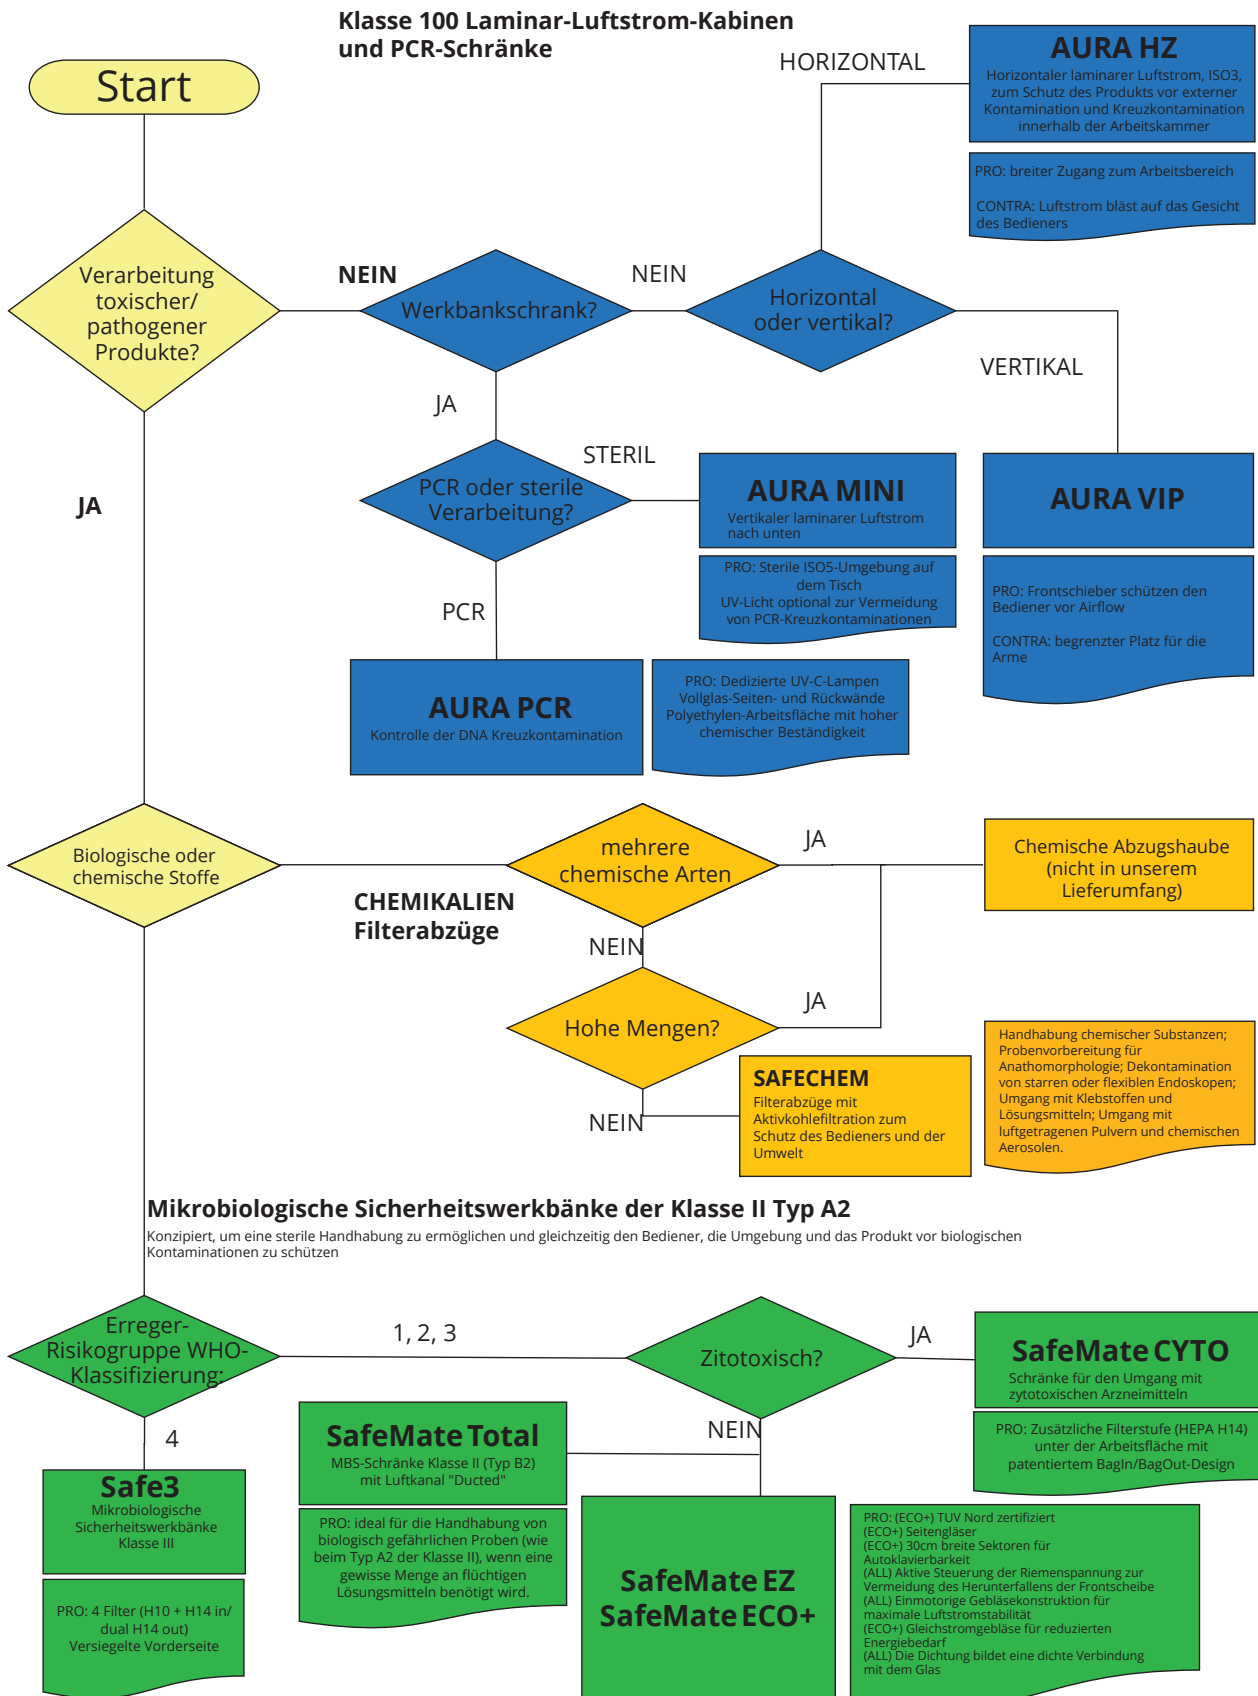 Klasse 100 Laminar-Luftstrom-Kabinen
und PCR-Schränke
Start
HORIZONTAL
AURA HZ
Horizontaler laminarer Luftstrom, ISO3,
zum Schutz des Produkts vor externer
Kontamination und Kreuzkontamination
innerhalb der Arbeitskammer
PRO: breiter Zugang zum Arbeitsbereich
CONTRA: Luftstrom bläst auf das Gesicht
des Bedieners
Verarbeitung
toxischer/
pathogener
Produkte?
NEIN
Werkbankschrank?
NEIN
Horizontal
oder vertikal?
VERTIKAL
JA
JA
PCR oder sterile
Verarbeitung?
STERIL
AURA MINI
Vertikaler laminarer Luftstrom
nach unten
PRO: Sterile ISO5-Umgebung auf
dem Tisch
UV-Licht optional zur Vermeidung
von PCR-Kreuzkontaminationen
AURA VIP
PRO: Frontschieber schützen den
Bediener vor Airflow
CONTRA: begrenzter Platz für die
Arme
PCR
AURA PCR
Kontrolle der DNA Kreuzkontamination
PRO: Dedizierte UV-C-Lampen
Vollglas-Seiten- und Rückwände
Polyethylen-Arbeitsfläche mit hoher
chemischer Beständigkeit
Biologische oder
chemische Stoffe
CHEMIKALIEN
Filterabzüge
mehrere
chemische Arten
JA
Chemische Abzugshaube
(nicht in unserem
Lieferumfang)
NEIN
Hohe Mengen?
JA
NEIN
SAFECHEM
Filterabzüge mit
Aktivkohlefiltration zum
Schutz des Bedieners und der
Umwelt
Handhabung chemischer Substanzen;
Probenvorbereitung für
Anathomorphologie; Dekontamination
von starren oder flexiblen Endoskopen;
Umgang mit Klebstoffen und
Lösungsmitteln; Umgang mit
luftgetragenen Pulvern und chemischen
Aerosolen.
Mikrobiologische Sicherheitswerkbänke der Klasse II Typ A2
Konzipiert, um eine sterile Handhabung zu ermöglichen und gleichzeitig den Bediener, die Umgebung und das Produkt vor biologischen
Kontaminationen zu schützen
Erreger-
Risikogruppe WHO-
Klassifizierung:
1, 2, 3
Zitotoxisch?
JA
SafeMate CYTO
Schränke für den Umgang mit
zytotoxischen Arzneimitteln
PRO: Zusätzliche Filterstufe (HEPA H14)
unter der Arbeitsfläche mit
patentiertem BagIn/BagOut-Design
4
NEIN
Safe3
Mikrobiologische
Sicherheitswerkbänke
Klasse III
PRO: 4 Filter (H10 + H14 in/
dual H14 out)
Versiegelte Vorderseite
SafeMate Total
MBS-Schränke Klasse II (Typ B2)
mit Luftkanal "Ducted"
PRO: ideal für die Handhabung von
biologisch gefährlichen Proben (wie
beim Typ A2 der Klasse II), wenn eine
gewisse Menge an flüchtigen
Lösungsmitteln benötigt wird.
SafeMate EZ
SafeMate ECO+
PRO: (ECO+) TUV Nord zertifiziert
(ECO+) Seitengläser
(ECO+) 30cm breite Sektoren für
Autoklavierbarkeit
(ALL) Aktive Steuerung der Riemenspannung zur
Vermeidung des Herunterfallens der Frontscheibe
(ALL) Einmotorige Gebläsekonstruktion für
maximale Luftstromstabilität
(ECO+) Gleichstromgebläse für reduzierten
Energiebedarf
(ALL) Die Dichtung bildet eine dichte Verbindung
mit dem Glas